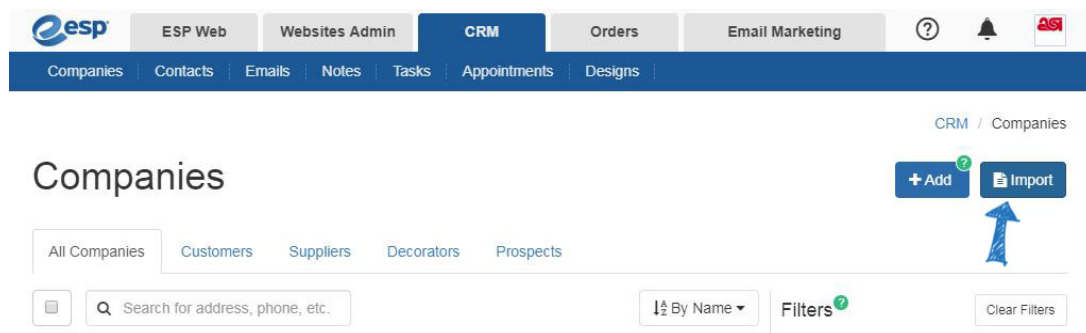 esp ESP Web Websites Admin CRM Orders Email Marketing ? asi
Companies Contacts Emails Notes Tasks Appointments Designs
CRM / Companies
Companies
+ Add ? Import
All Companies Customers Suppliers Decorators Prospects
Search for address, phone, etc. By Name Filters ? Clear Filters